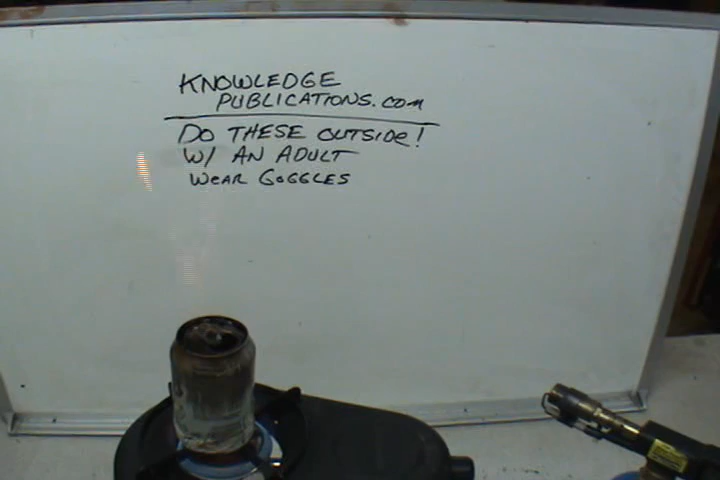 KNOWLEDGE
PUBLICATIONS.com
DO THESE OUTSIDe!
W/ AN ADULT
WeAR GOGGLES